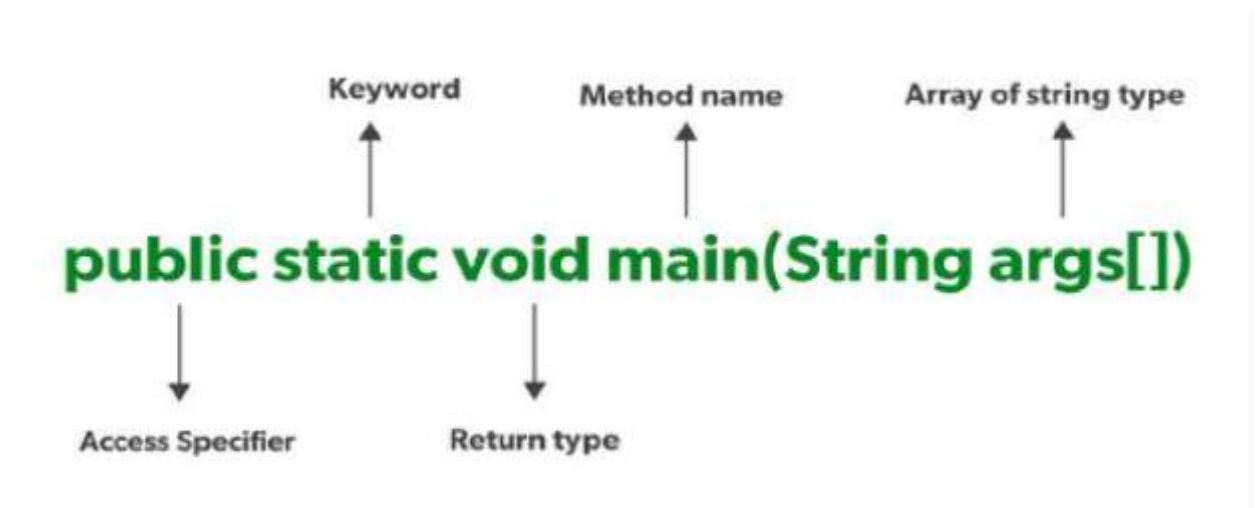 Keyword Method name Array of string type
public static void main(String args[])
Access Specifier Return type